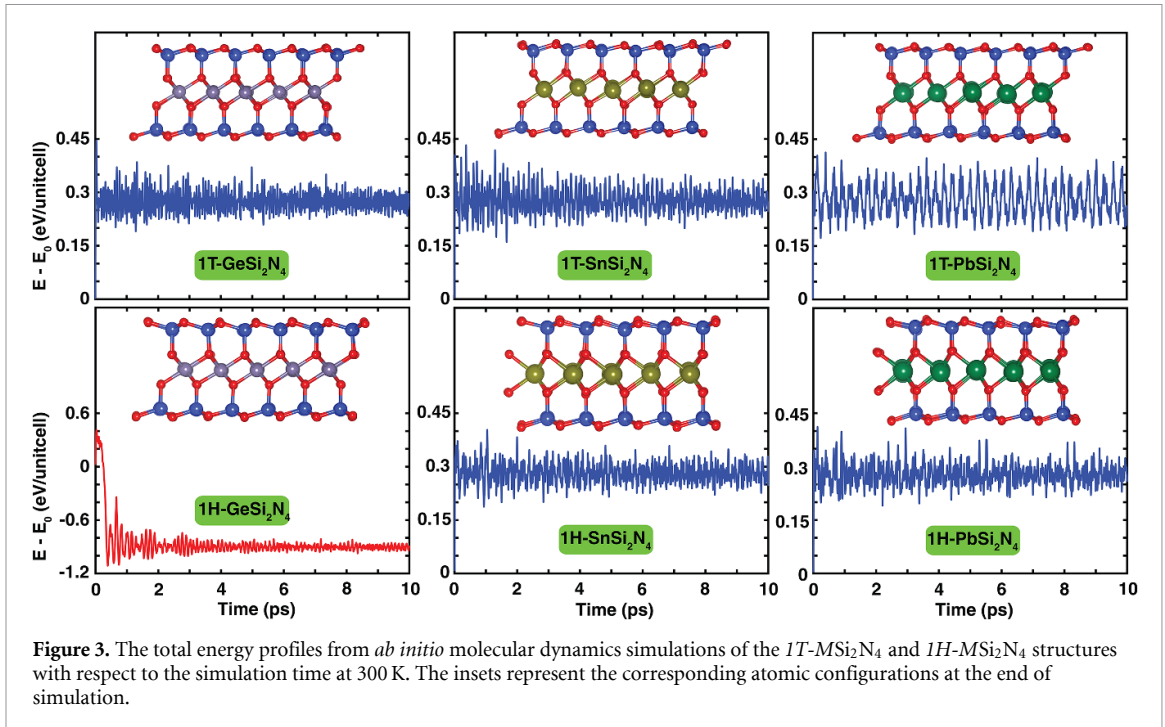 0.45
0.3
0.15
0
E - E₀ (eV/unitcell)
1T-GeSi₂N₄
0.45
0.3
0.15
0
1T-SnSi₂N₄
0.45
0.3
0.15
0
1T-PbSi₂N₄
0.6
0
-0.6
-1.2
E - E₀ (eV/unitcell)
1H-GeSi₂N₄
0 2 4 6 8 10
Time (ps)
0.45
0.3
0.15
0
1H-SnSi₂N₄
0 2 4 6 8 10
Time (ps)
0.45
0.3
0.15
0
1H-PbSi₂N₄
0 2 4 6 8 10
Time (ps)
Figure 3. The total energy profiles from ab initio molecular dynamics simulations of the 1T-MSi₂N₄ and 1H-MSi₂N₄ structures
with respect to the simulation time at 300 K. The insets represent the corresponding atomic configurations at the end of
simulation.